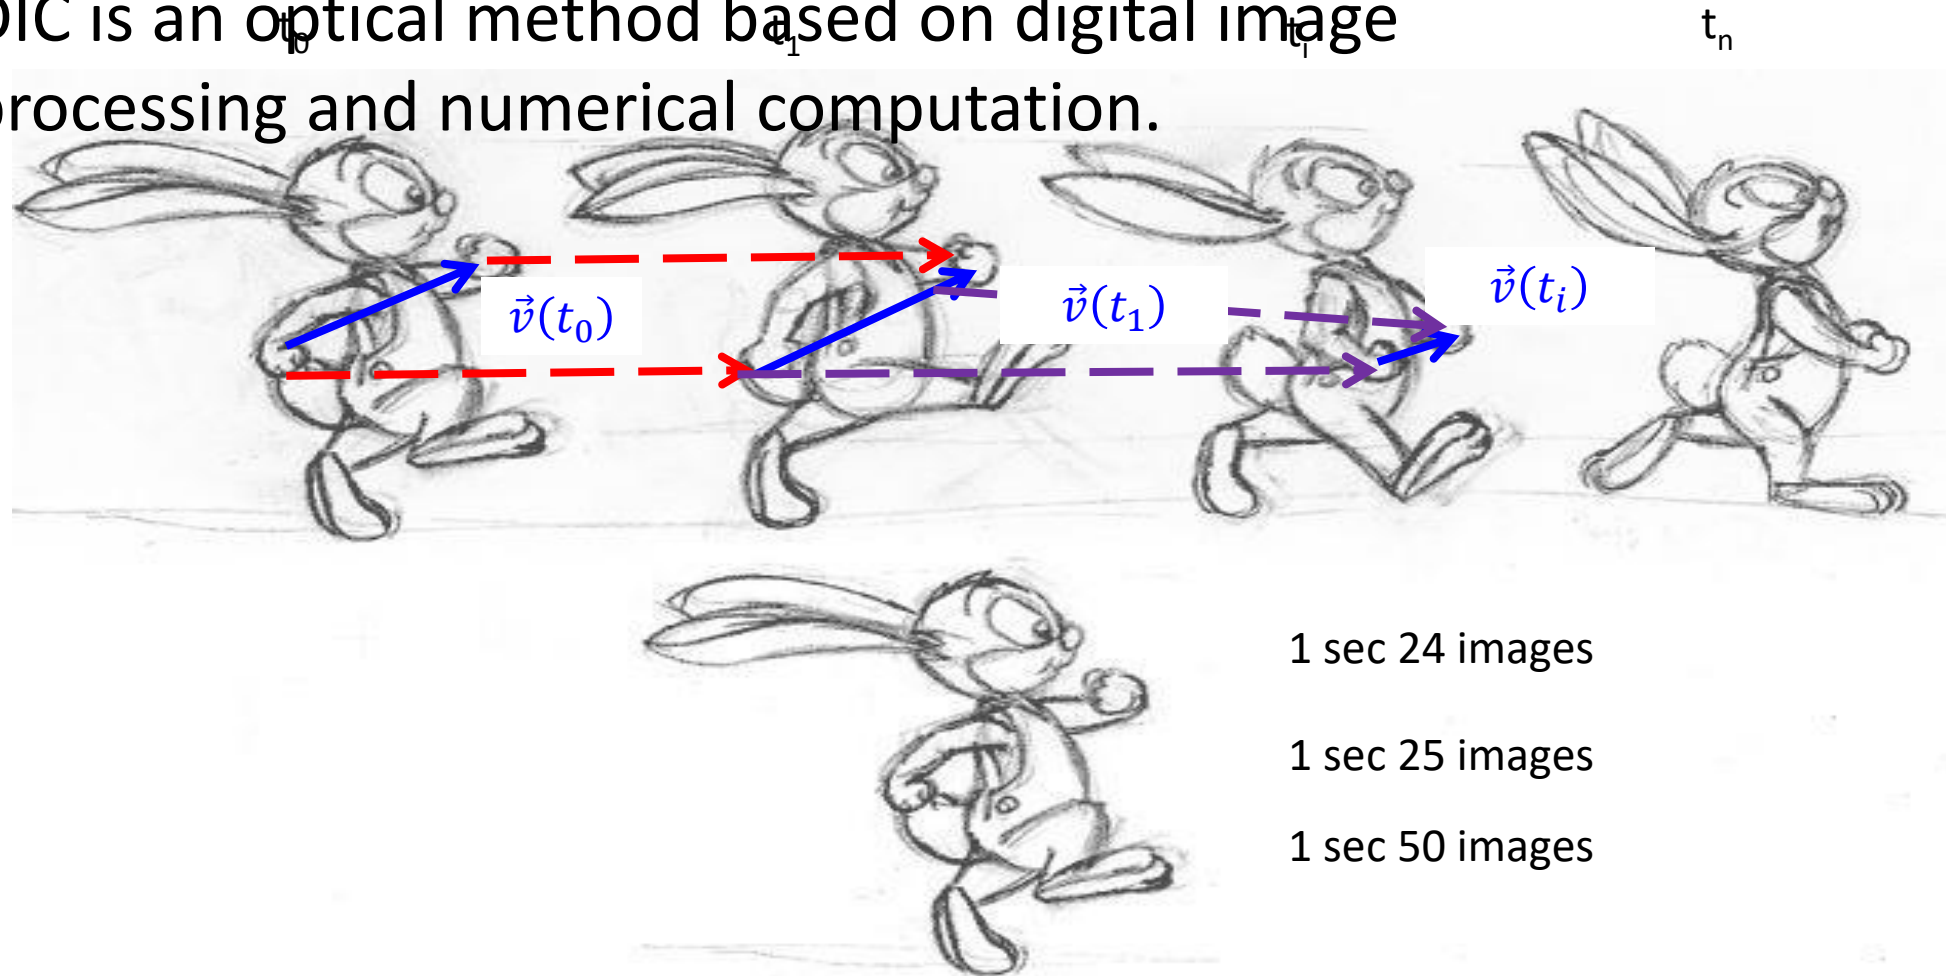 DIC is an optical method based on digital image
t0 t1 ti tn
processing and numerical computation.
v⃗(t0) v⃗(t1) v⃗(ti)
1 sec 24 images
1 sec 25 images
1 sec 50 images